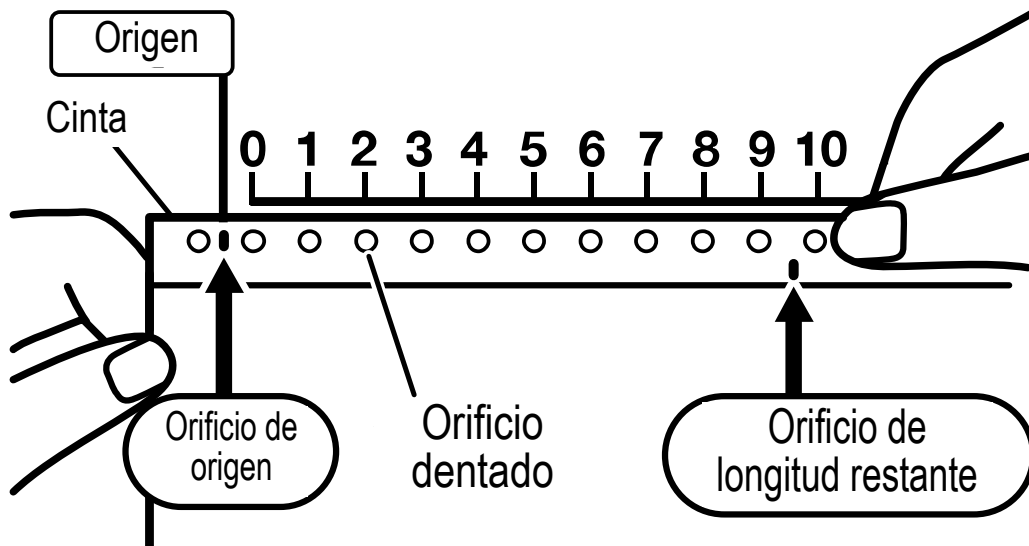 Origen
Cinta
0 1 2 3 4 5 6 7 8 9 10
Orificio de
origen
Orificio
dentado
Orificio de
longitud restante